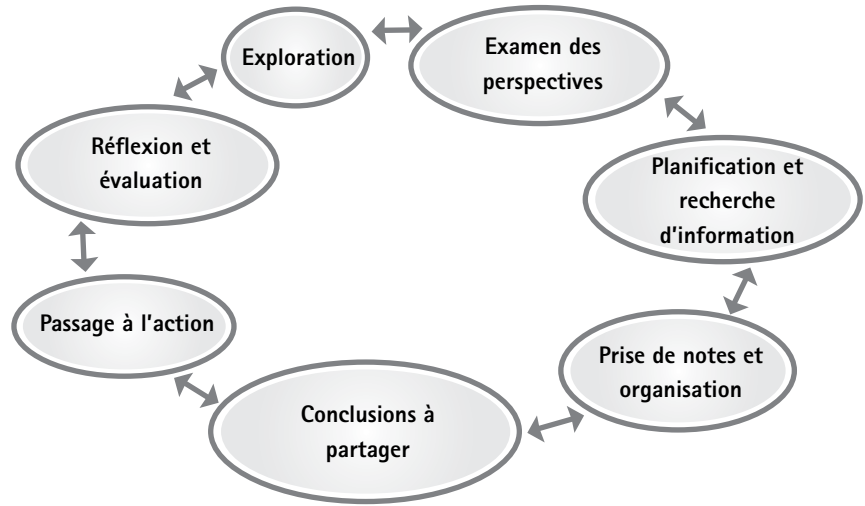 Exploration
Examen des
perspectives
Planification et
recherche
d'information
Prise de notes et
organisation
Conclusions à
partager
Passage à l'action
Réflexion et
évaluation